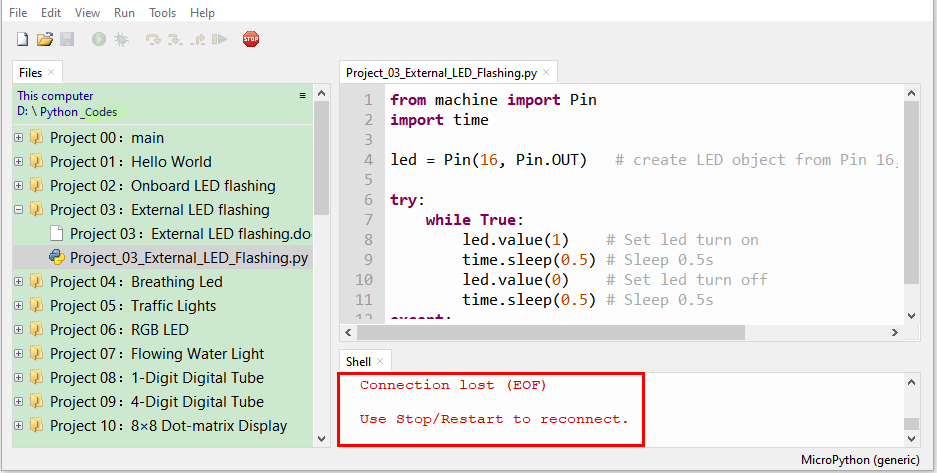 File Edit View Run Tools Help
STOP
Files ×
This computer ≡
D: \ Python _Codes
Project 00：main
Project 01：Hello World
Project 02：Onboard LED flashing
Project 03：External LED flashing
Project 03：External LED flashing.do
Project_03_External_LED_Flashing.py
Project 04：Breathing Led
Project 05：Traffic Lights
Project 06：RGB LED
Project 07：Flowing Water Light
Project 08：1-Digit Digital Tube
Project 09：4-Digit Digital Tube
Project 10：8×8 Dot-matrix Display
Project_03_External_LED_Flashing.py ×
1 from machine import Pin
2 import time
3
4 led = Pin(16, Pin.OUT)   # create LED object from Pin 16,
5
6 try:
7     while True:
8         led.value(1)    # Set led turn on
9         time.sleep(0.5) # Sleep 0.5s
10         led.value(0)    # Set led turn off
11         time.sleep(0.5) # Sleep 0.5s
12 except:
Shell ×
Connection lost (EOF)
Use Stop/Restart to reconnect.
MicroPython (generic)